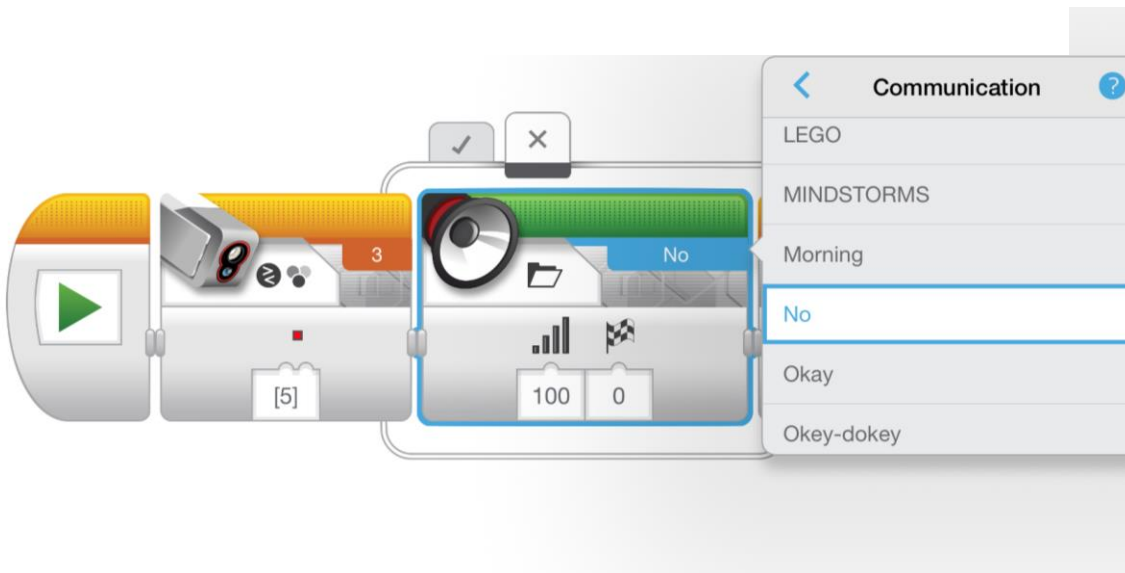 Communication
?
LEGO
MINDSTORMS
Morning
No
Okay
Okey-dokey
3
No
[5]
100
0